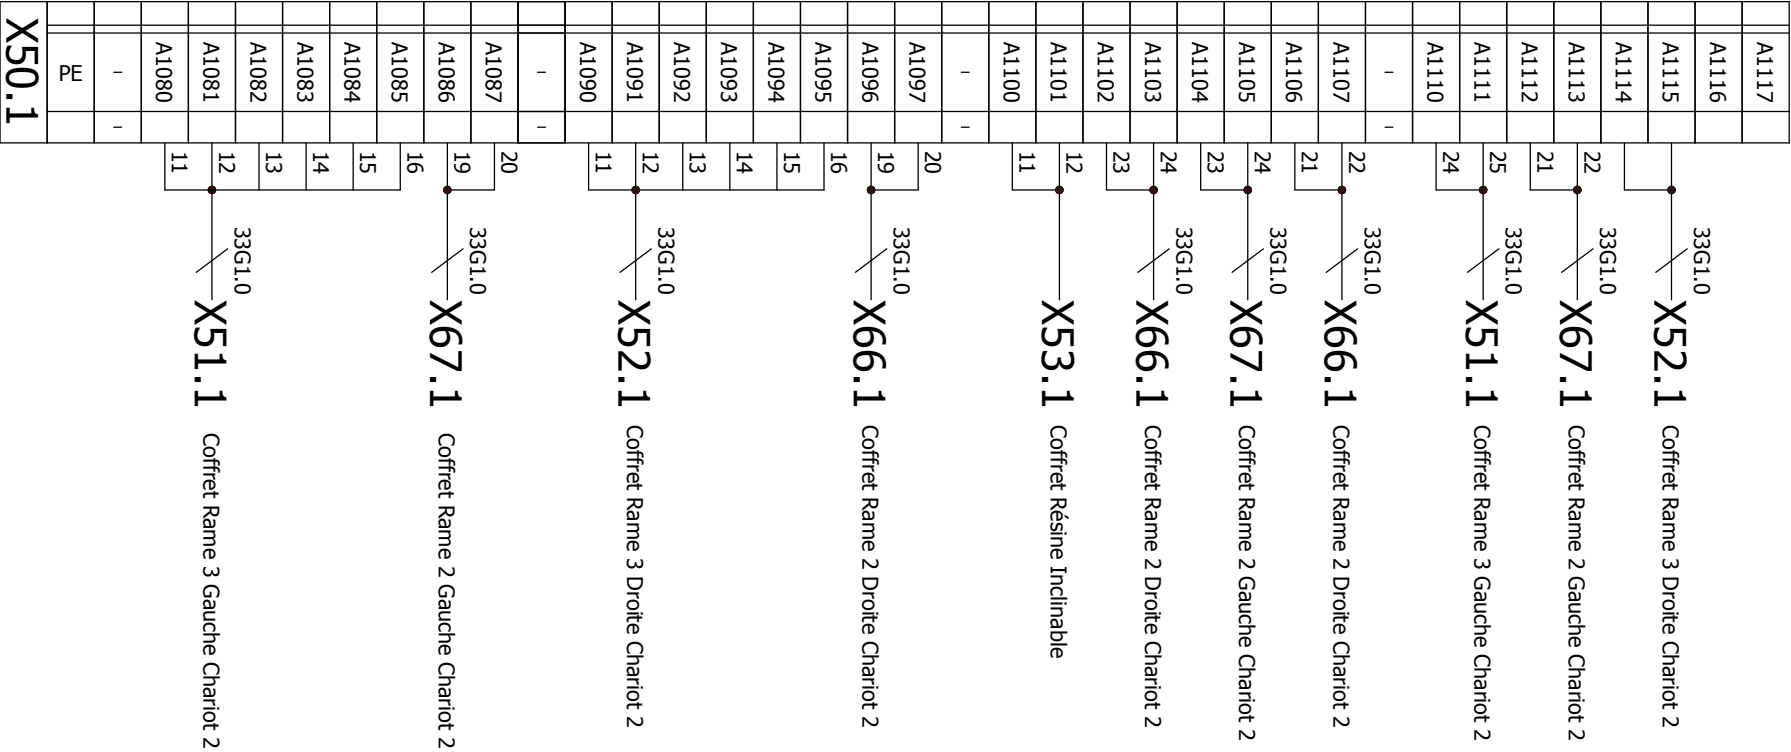 X50.1
PE
-
-
A1080
A1081
A1082
A1083
A1084
A1085
A1086
A1087
-
-
A1090
A1091
A1092
A1093
A1094
A1095
A1096
A1097
-
-
A1100
A1101
A1102
A1103
A1104
A1105
A1106
A1107
-
-
A1110
A1111
A1112
A1113
A1114
A1115
A1116
A1117
11
12
13
14
15
16
33G1.0
X51.1 Coffret Rame 3 Gauche Chariot 2
19
20
33G1.0
X67.1 Coffret Rame 2 Gauche Chariot 2
11
12
13
14
15
16
33G1.0
X52.1 Coffret Rame 3 Droite Chariot 2
19
20
33G1.0
X66.1 Coffret Rame 2 Droite Chariot 2
11
12
X53.1 Coffret Résine Inclinable
23
24
33G1.0
X66.1 Coffret Rame 2 Droite Chariot 2
23
24
33G1.0
X67.1 Coffret Rame 2 Gauche Chariot 2
21
22
33G1.0
X66.1 Coffret Rame 2 Droite Chariot 2
24
25
33G1.0
X51.1 Coffret Rame 3 Gauche Chariot 2
21
22
33G1.0
X67.1 Coffret Rame 2 Gauche Chariot 2
33G1.0
X52.1 Coffret Rame 3 Droite Chariot 2